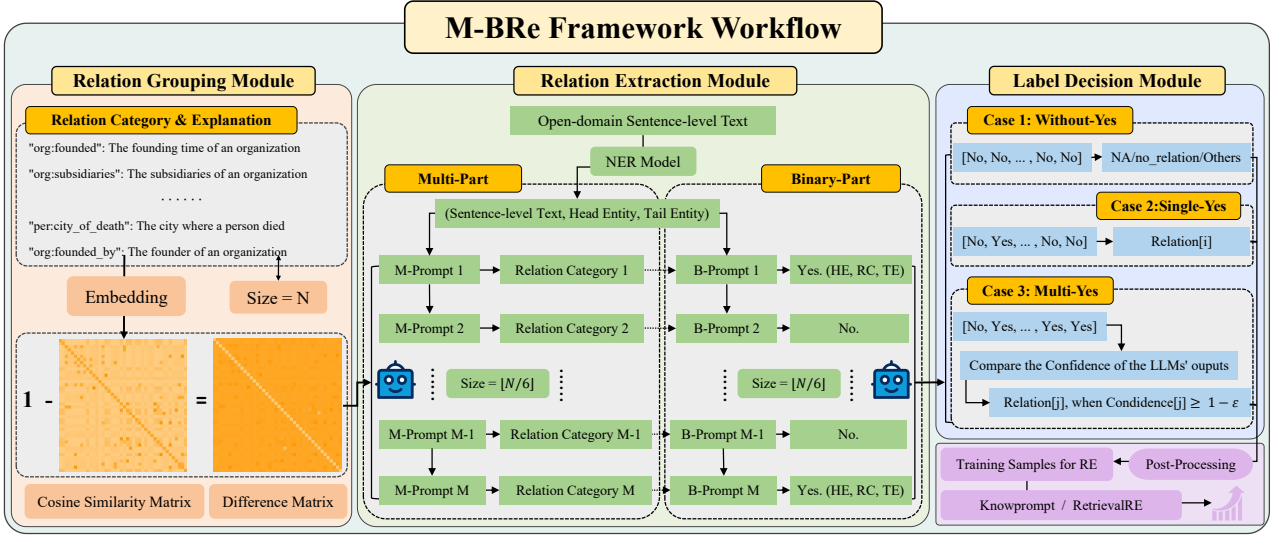 M-BRe Framework Workflow
Relation Grouping Module
Relation Category & Explanation
"org:founded": The founding time of an organization
"org:subsidiaries": The subsidiaries of an organization
......
"per:city_of_death": The city where a person died
"org:founded_by": The founder of an organization
Embedding
Size = N
1 - =
Cosine Similarity Matrix
Difference Matrix
Relation Extraction Module
Open-domain Sentence-level Text
NER Model
Multi-Part
Binary-Part
(Sentence-level Text, Head Entity, Tail Entity)
M-Prompt 1
Relation Category 1
B-Prompt 1
Yes. (HE, RC, TE)
M-Prompt 2
Relation Category 2
B-Prompt 2
No.
Size = ⌊N/6⌋
Size = ⌊N/6⌋
M-Prompt M-1
Relation Category M-1
B-Prompt M-1
No.
M-Prompt M
Relation Category M
B-Prompt M
Yes. (HE, RC, TE)
Label Decision Module
Case 1: Without-Yes
[No, No, ... , No, No]
NA/no_relation/Others
Case 2:Single-Yes
[No, Yes, ... , No, No]
Relation[i]
Case 3: Multi-Yes
[No, Yes, ... , Yes, Yes]
Compare the Confidence of the LLMs' ouputs
Relation[j], when Condidence[j] ≥ 1 − ε
Training Samples for RE
Post-Processing
Knowprompt / RetrievalRE